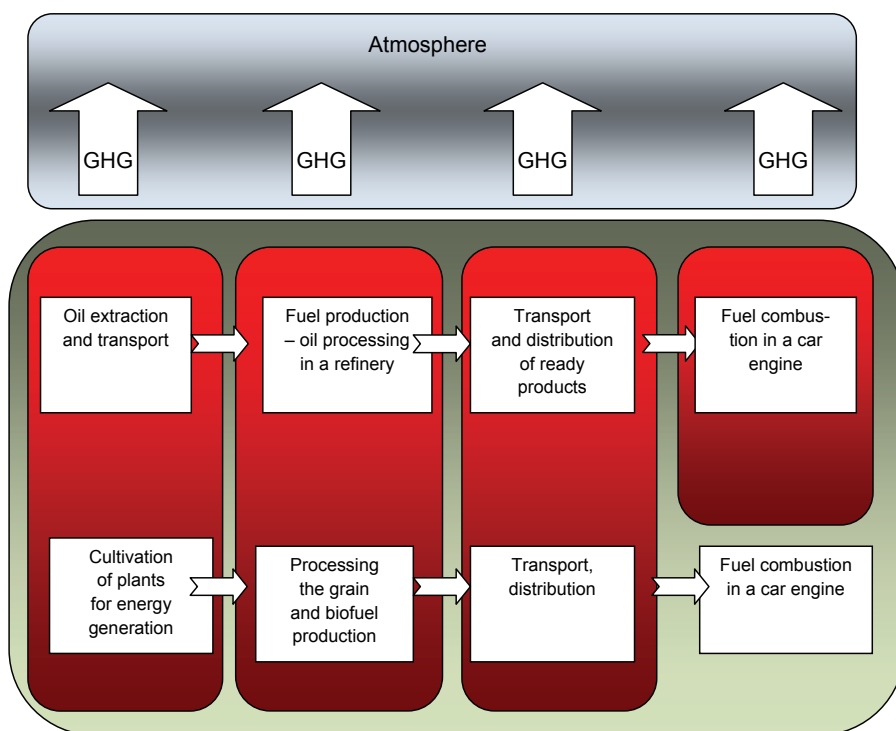 Atmosphere
GHG
GHG
GHG
GHG
Oil extraction
and transport
Fuel production
– oil processing
in a refinery
Transport
and distribution
of ready
products
Fuel combus-
tion in a car
engine
Cultivation
of plants
for energy
generation
Processing
the grain
and biofuel
production
Transport,
distribution
Fuel combustion
in a car engine